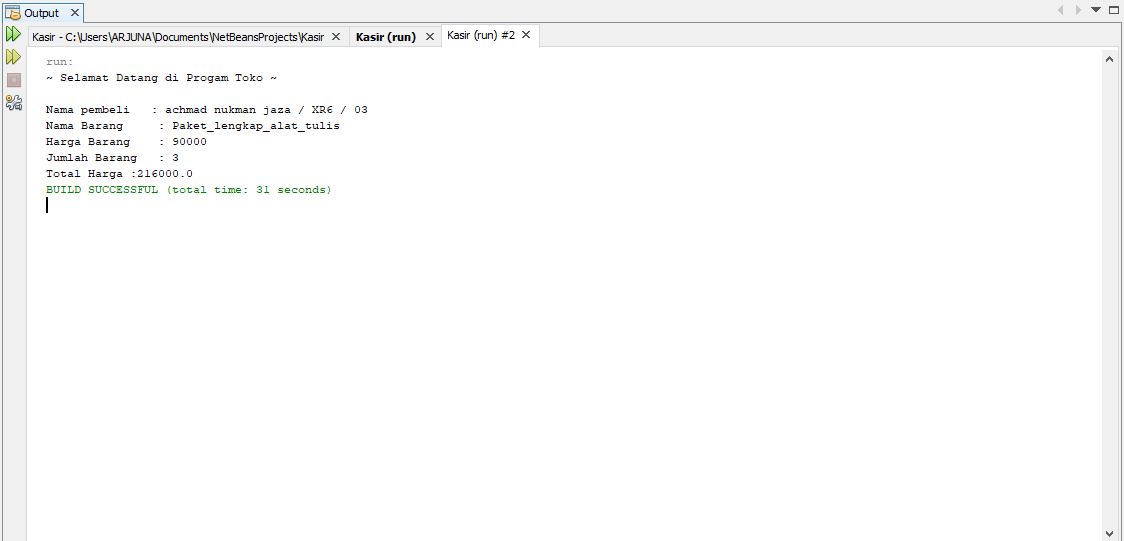 Output
Kasir - C:\Users\ARJUNA\Documents\NetBeansProjects\Kasir Kasir (run) Kasir (run) #2
run:
~ Selamat Datang di Progam Toko ~
Nama pembeli : achmad nukman jaza / XR6 / 03
Nama Barang : Paket_lengkap_alat_tulis
Harga Barang : 90000
Jumlah Barang : 3
Total Harga :216000.0
BUILD SUCCESSFUL (total time: 31 seconds)